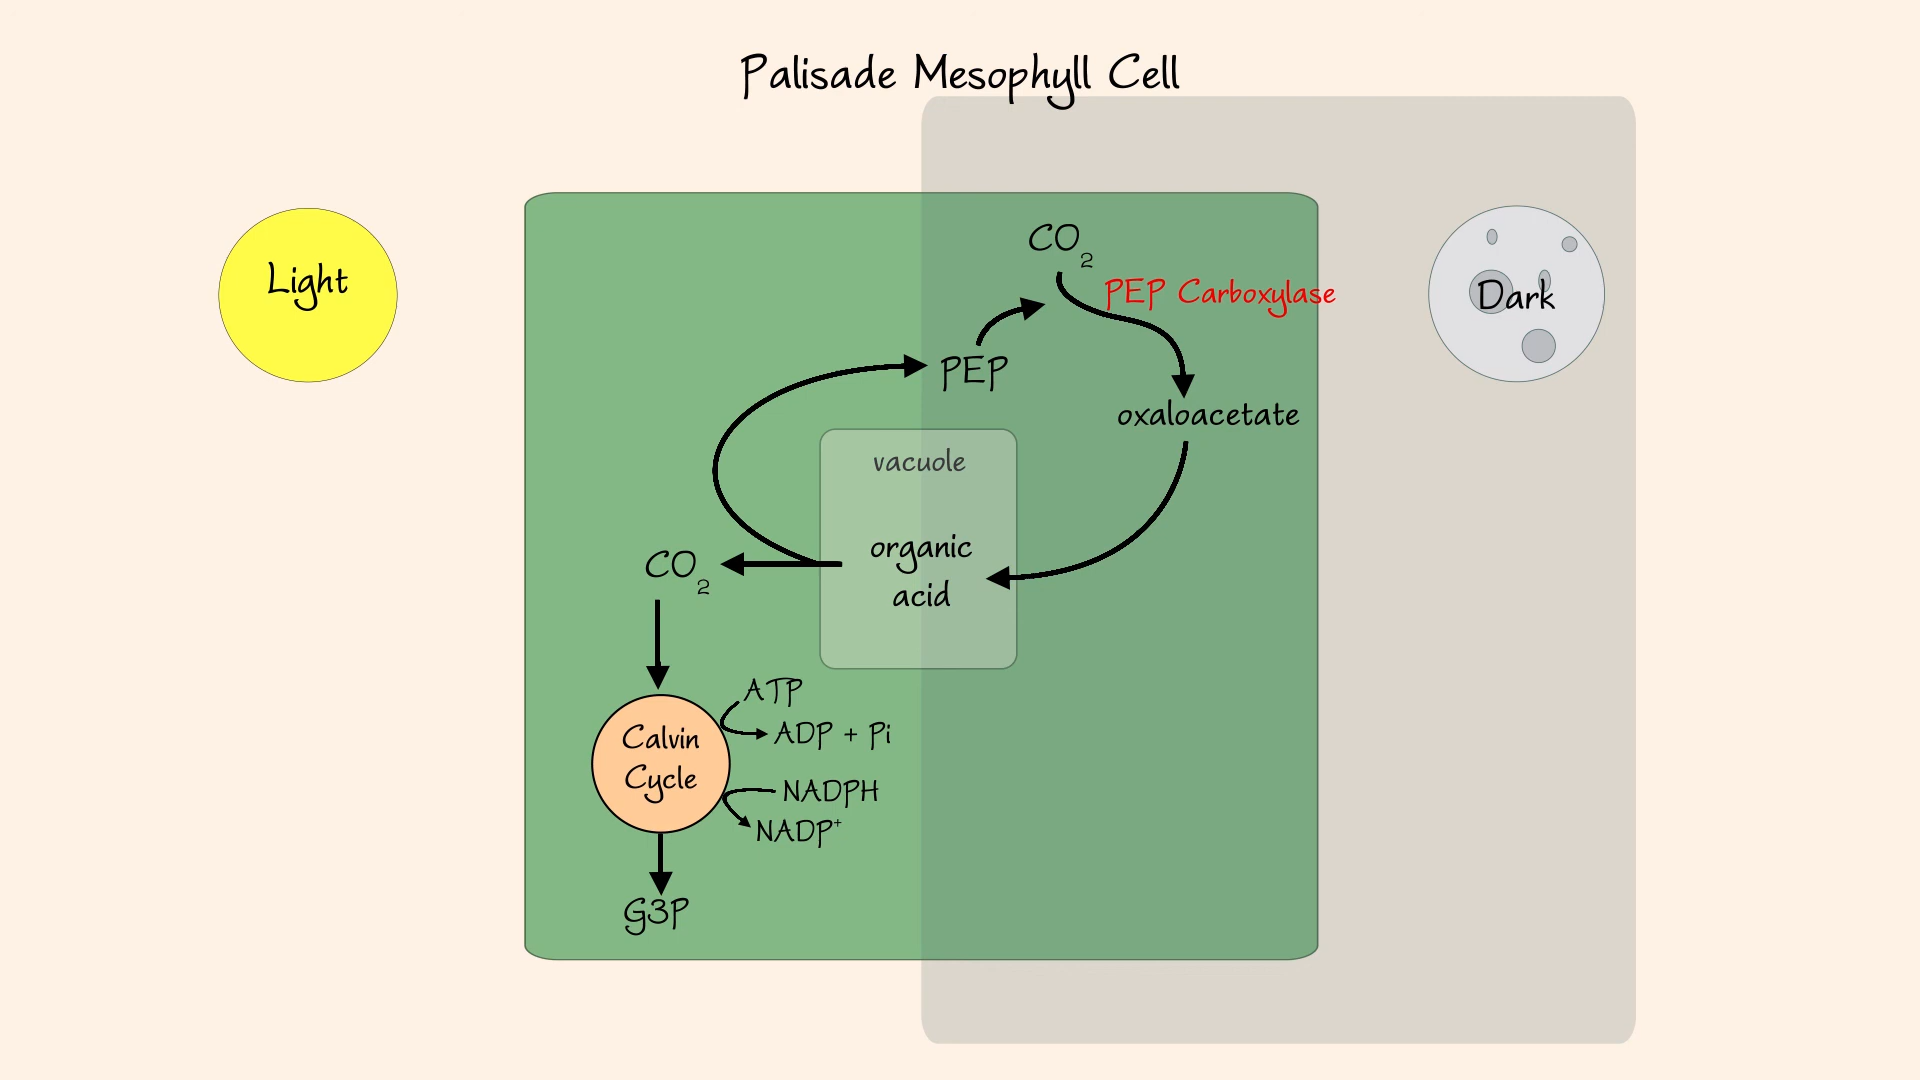 Palisade Mesophyll Cell
Light
Dark
CO2
PEP Carboxylase
PEP
oxaloacetate
vacuole
organic
acid
CO2
Calvin
Cycle
ATP
ADP + Pi
NADPH
NADP+
G3P